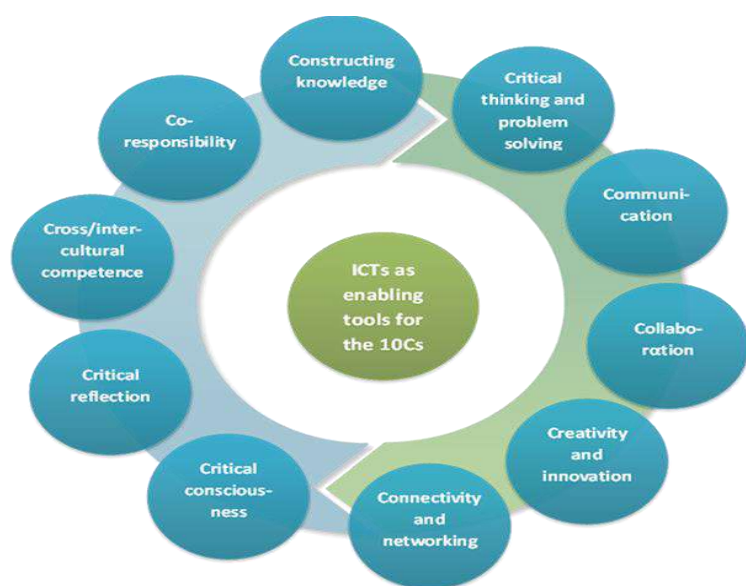 Constructing
knowledge
Critical
thinking and
problem
solving
Communi-
cation
Collabo-
rαtion
Creativity and
innovation
Connectivity
and
networking
Critical
conscious-
ness
Critical
reflection
Cross/inter-
cultural
competence
Co-
responsibility
ICTs as
enabling
tools for
the 10Cs